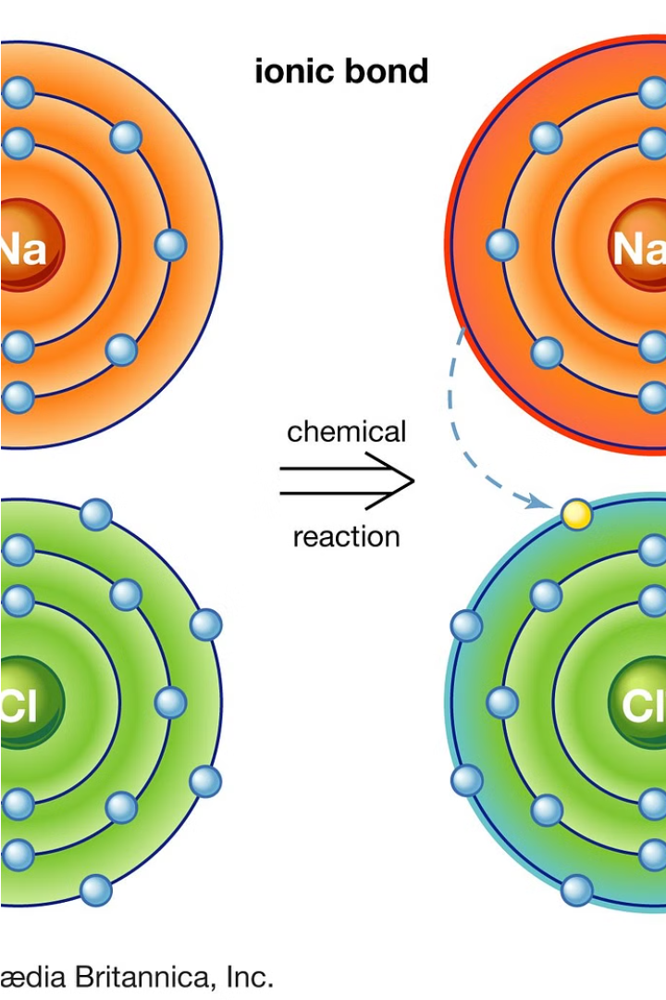 ionic bond
Na
Na
chemical
reaction
Cl
Cl
ædia Britannica, Inc.